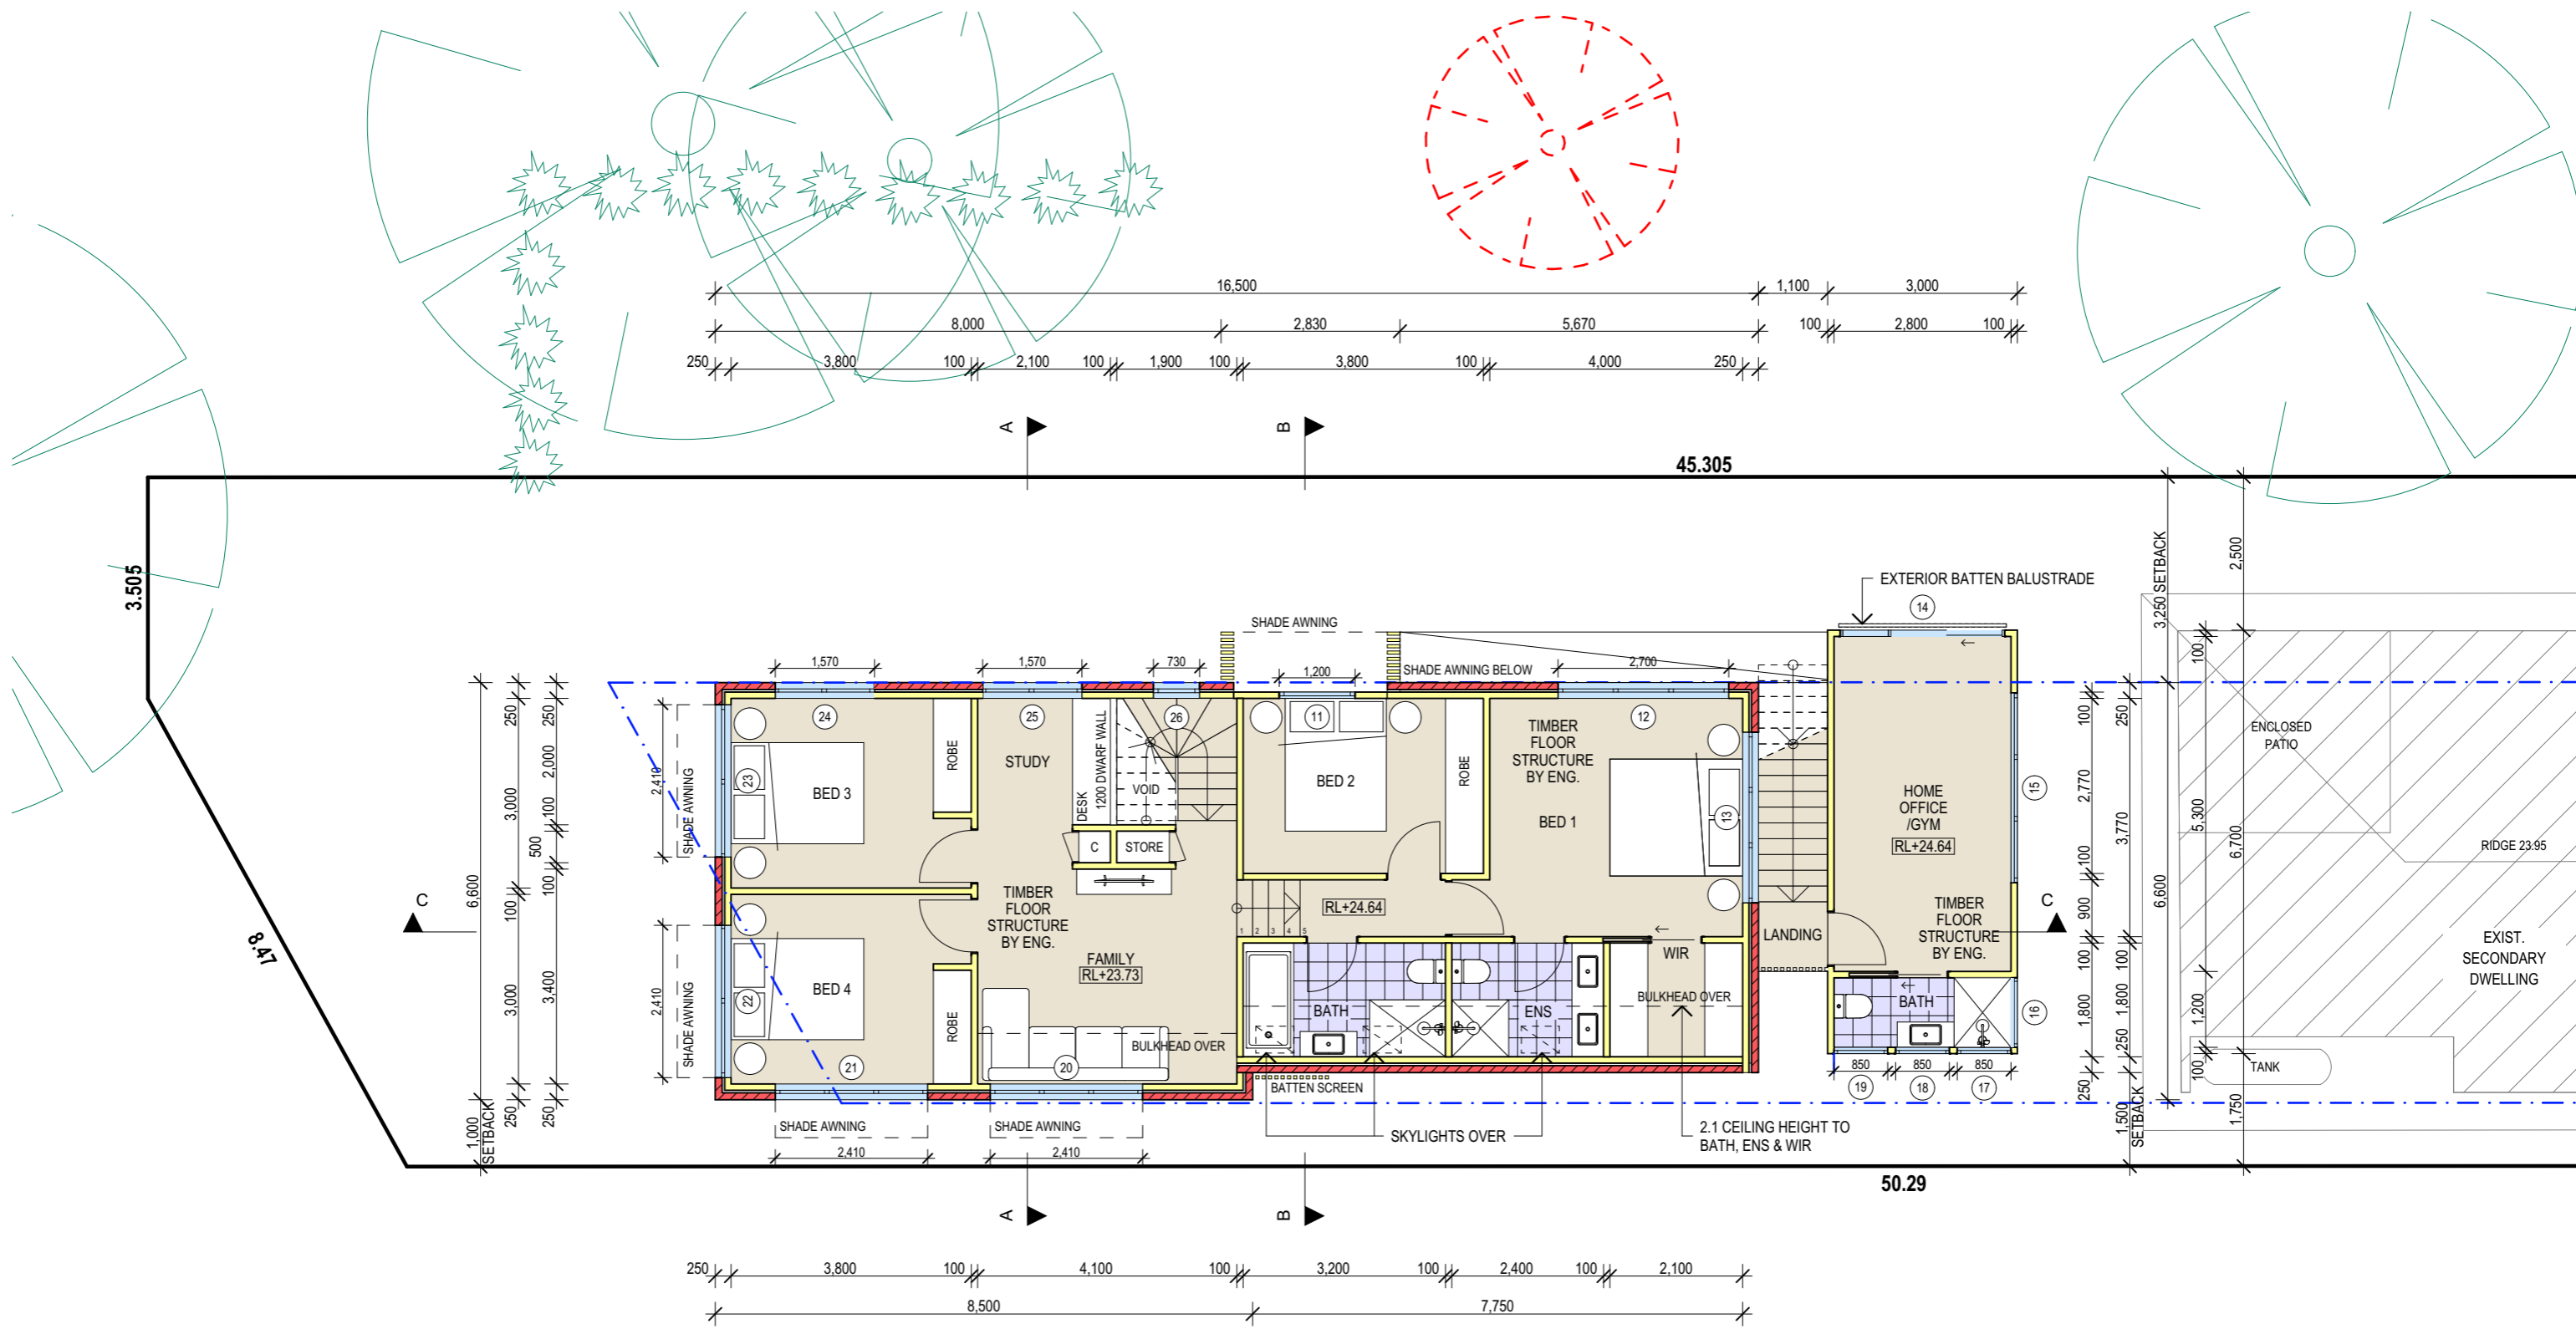 16,500 1,100 3,000
8,000 2,830 5,670 100 2,800 100
250 3,800 100 2,100 100 1,900 100 3,800 100 4,000 250
A B
45.305
3.505
8.47
50.29
3,250 SETBACK
2,500
EXTERIOR BATTEN BALUSTRADE
14
SHADE AWNING
1,570 1,570 730 1,200 2,700
SHADE AWNING BELOW
24 25 26 11 12
23
BED 3
ROBE
STUDY
DESK
1200 DWARF WALL
VOID
C
STORE
BED 2
ROBE
TIMBER
FLOOR
STRUCTURE
BY ENG.
BED 1
13
HOME
OFFICE
/GYM
RL+24.64
15
ENCLOSED
PATIO
RIDGE 23.95
EXIST.
SECONDARY
DWELLING
TANK
2,410
SHADE AWNING
2,410
SHADE AWNING
22
BED 4
ROBE
TIMBER
FLOOR
STRUCTURE
BY ENG.
FAMILY
RL+23.73
1 2 3 4 5
RL+24.64
LANDING
TIMBER
FLOOR
STRUCTURE
BY ENG.
C C
WIR
BULKHEAD OVER
BATH
ENS
BATH
16
21
20
BULKHEAD OVER
BATTEN SCREEN
850 850 850
19 18 17
SHADE AWNING SHADE AWNING
2,410 2,410
SKYLIGHTS OVER
2.1 CEILING HEIGHT TO
BATH, ENS & WIR
6,600
1,000
SETBACK
250
3,000
100
3,000
250
250
2,000
100
500
100
3,400
250
100
2,770
100
900
100
1,800
250
250
3,770
100
1,800
250
1,500
SETBACK
6,600
100
5,300
1,200
100
6,700
1,750
A B
250 3,800 100 4,100 100 3,200 100 2,400 100 2,100
8,500 7,750